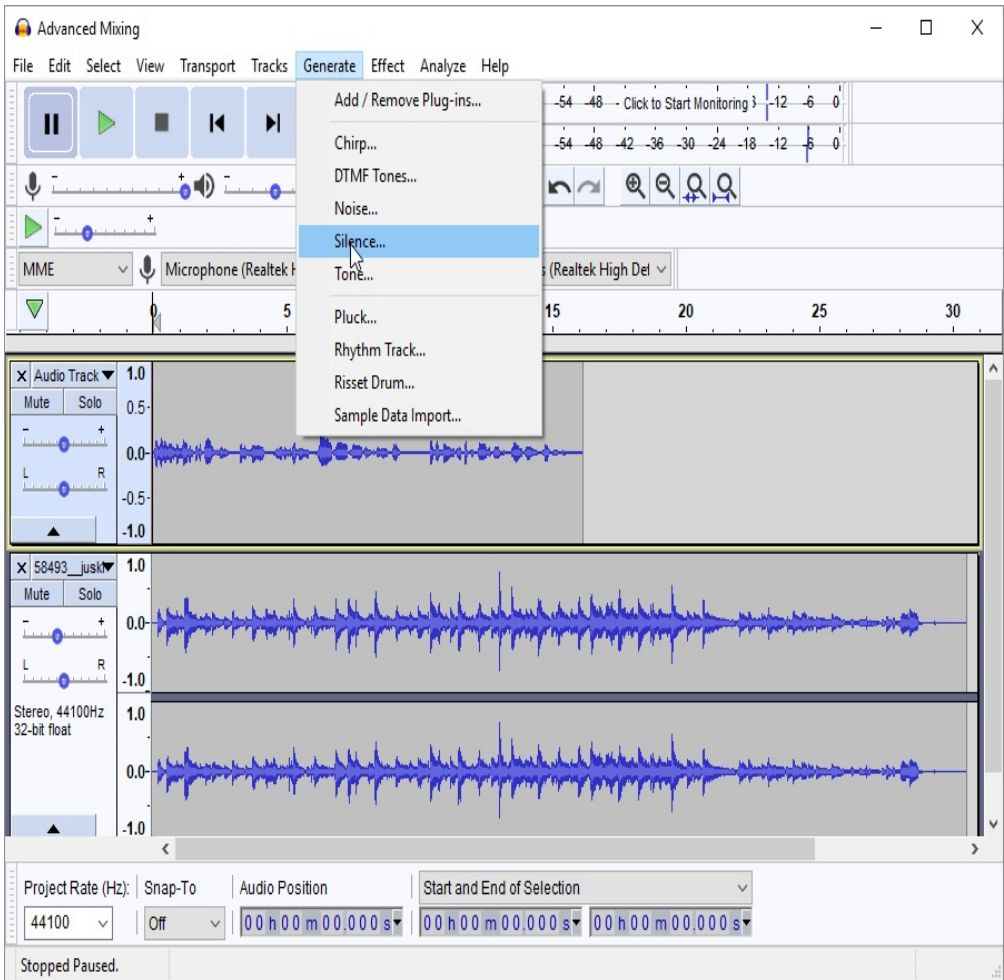 Advanced Mixing
File Edit Select View Transport Tracks Generate Effect Analyze Help
Add / Remove Plug-ins...
Chirp...
DTMF Tones...
Noise...
Silence...
Tone...
Pluck...
Rhythm Track...
Risset Drum...
Sample Data Import...
-54 -48 - Click to Start Monitoring -12 -6 0
-54 -48 -42 -36 -30 -24 -18 -12 -6 0
- +
-
- +
MME Microphone (Realtek s (Realtek High Def
0 5 15 20 25 30
X Audio Track 1.0
Mute Solo 0.5
- +
0.0
L R
-0.5
-1.0
X 58493__jusk 1.0
Mute Solo
- +
0.0
L R
-1.0
Stereo, 44100Hz 1.0
32-bit float
0.0
-1.0
Project Rate (Hz): Snap-To Audio Position Start and End of Selection
44100 Off 00 h 00 m 00.000 s 00 h 00 m 00.000 s 00 h 00 m 00.000 s
Stopped Paused.